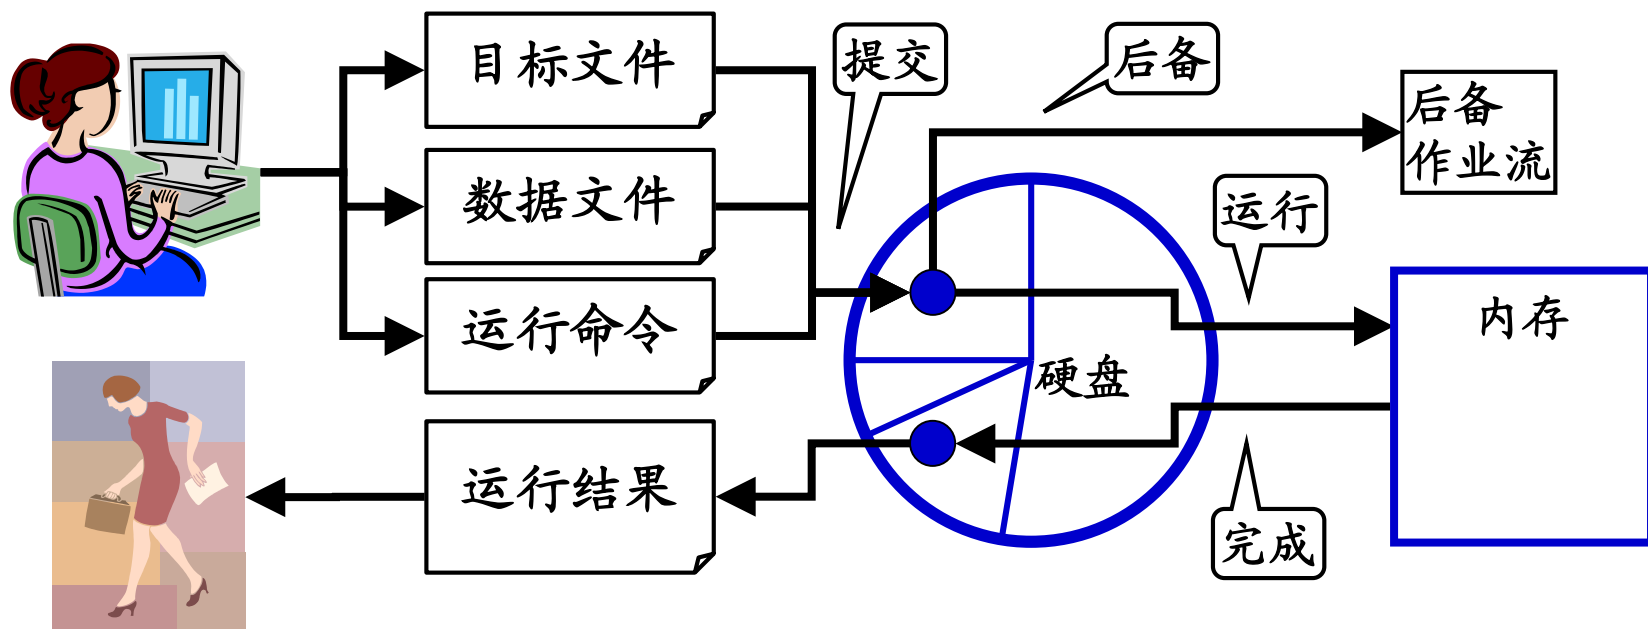 目标文件
提交
后备
后备
作业流
数据文件
运行
运行命令
内存
硬盘
运行结果
完成